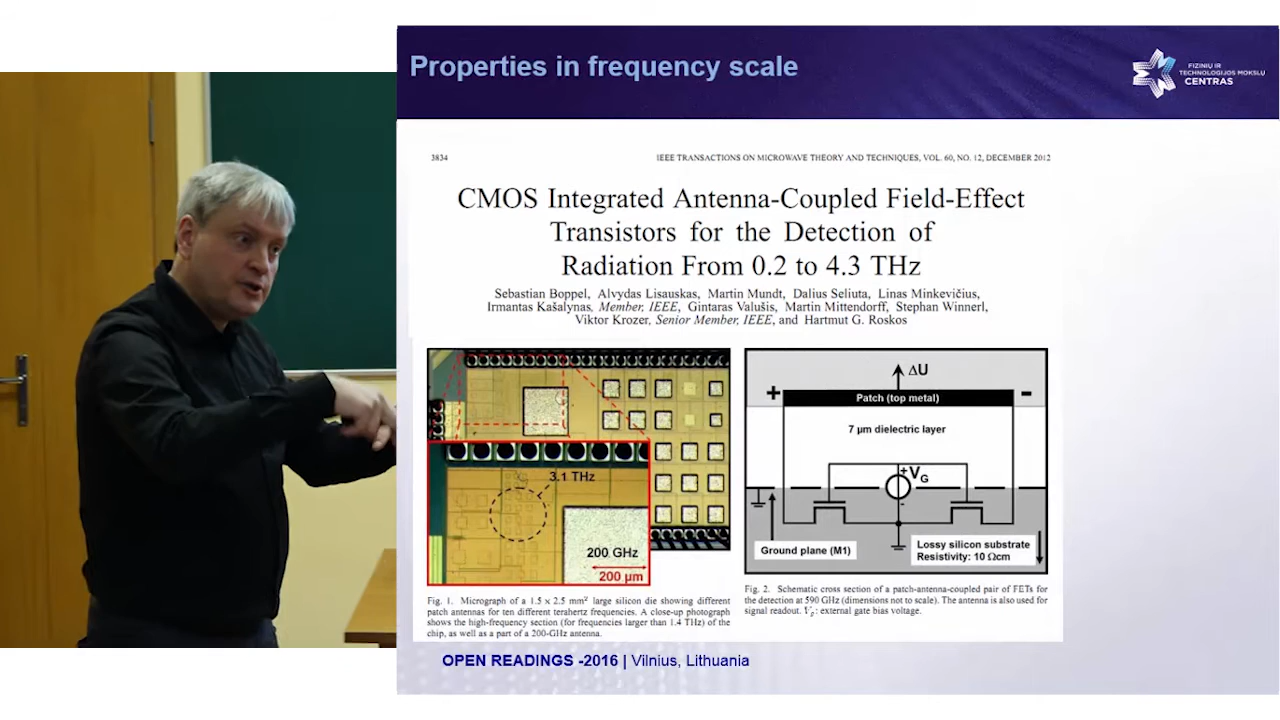 Properties in frequency scale
FIZINIŲ IR
TECHNOLOGIJOS MOKSLŲ
CENTRAS
3834
IEEE TRANSACTIONS ON MICROWAVE THEORY AND TECHNIQUES, VOL. 60, NO. 12, DECEMBER 2012
CMOS Integrated Antenna-Coupled Field-Effect
Transistors for the Detection of
Radiation From 0.2 to 4.3 THz
Sebastian Boppel, Alvydas Lisauskas, Martin Mundt, Dalius Seliuta, Linas Minkevičius,
Irmantas Kašalynas, Member, IEEE, Gintaras Valušis, Martin Mittendorff, Stephan Winnerl,
Viktor Krozer, Senior Member, IEEE, and Hartmut G. Roskos
3.1 THz
200 GHz
200 µm
ΔU
+
Patch (top metal)
-
7 µm dielectric layer
+
VG
-
Ground plane (M1)
Lossy silicon substrate
Resistivity: 10 Ωcm
Fig. 1. Micrograph of a 1.5 x 2.5 mm² large silicon die showing different
patch antennas for ten different terahertz frequencies. A close-up photograph
shows the high-frequency section (for frequencies larger than 1.4 THz) of the
chip, as well as a part of a 200-GHz antenna.
Fig. 2. Schematic cross section of a patch-antenna-coupled pair of FETs for
the detection at 590 GHz (dimensions not to scale). The antenna is also used for
signal readout. Vg: external gate bias voltage.
OPEN READINGS -2016 | Vilnius, Lithuania